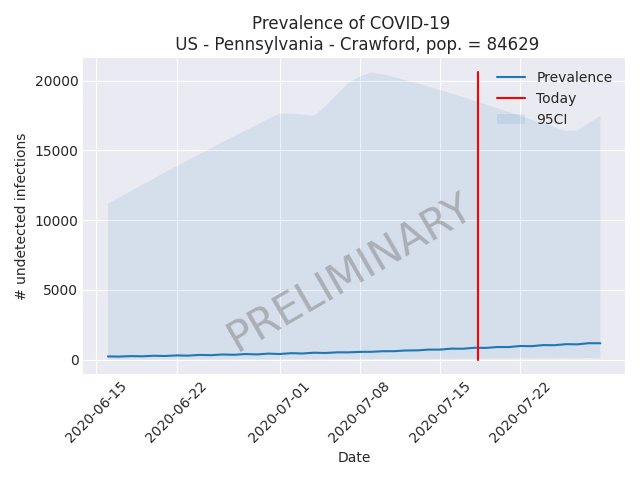 Prevalence of COVID-19
US - Pennsylvania - Crawford, pop. = 84629
Prevalence
Today
95CI
20000
15000
10000
5000
0
# undetected infections
PRELIMINARY
2020-06-15
2020-06-22
2020-07-01
2020-07-08
2020-07-15
2020-07-22
Date